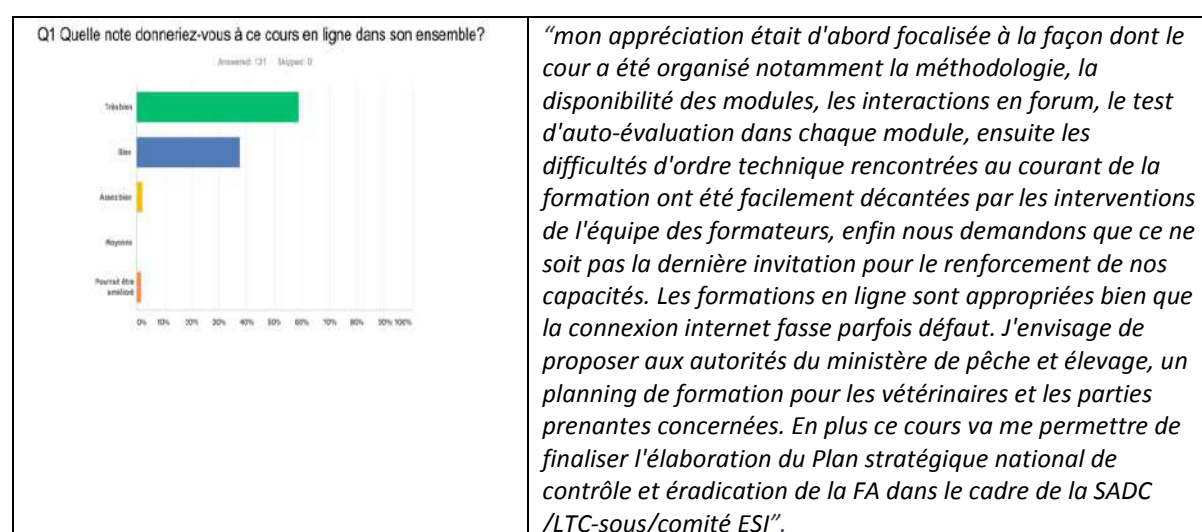 Q1 Quelle note donneriez-vous à ce cours en ligne dans son ensemble?
Answered: 131 Skipped: 0
Très bien
Bien
Assez bien
Moyenne
Pourrait être
amélioré
0% 10% 20% 30% 40% 50% 60% 70% 80% 90% 100%
“mon appréciation était d'abord focalisée à la façon dont le
cour a été organisé notamment la méthodologie, la
disponibilité des modules, les interactions en forum, le test
d'auto-évaluation dans chaque module, ensuite les
difficultés d'ordre technique rencontrées au courant de la
formation ont été facilement décantées par les interventions
de l'équipe des formateurs, enfin nous demandons que ce ne
soit pas la dernière invitation pour le renforcement de nos
capacités. Les formations en ligne sont appropriées bien que
la connexion internet fasse parfois défaut. J'envisage de
proposer aux autorités du ministère de pêche et élevage, un
planning de formation pour les vétérinaires et les parties
prenantes concernées. En plus ce cours va me permettre de
finaliser l'élaboration du Plan stratégique national de
contrôle et éradication de la FA dans le cadre de la SADC
/LTC-sous/comité ESI”.